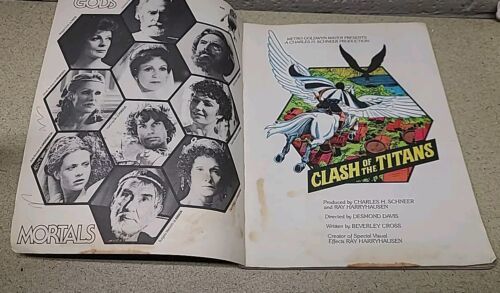 GODS
MORTALS
METRO GOLDWYN MAYER PRESENTS
A CHARLES H. SCHNEER PRODUCTION
CLASH OF THE TITANS
Produced by CHARLES H. SCHNEER
and RAY HARRYHAUSEN
Directed by DESMOND DAVIS
Written by BEVERLEY CROSS
Creator of Special Visual
Effects RAY HARRYHAUSEN